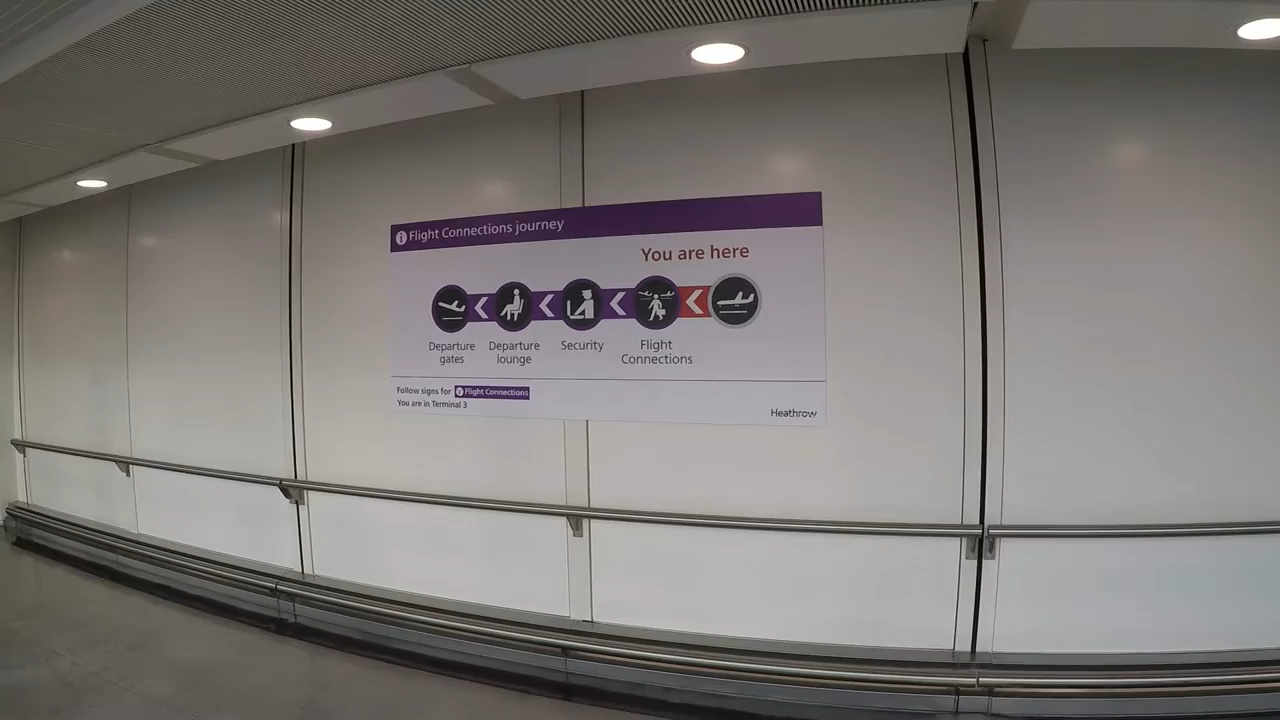 i Flight Connections journey
You are here
Departure gates
Departure lounge
Security
Flight Connections
Follow signs for Flight Connections
You are in Terminal 3
Heathrow